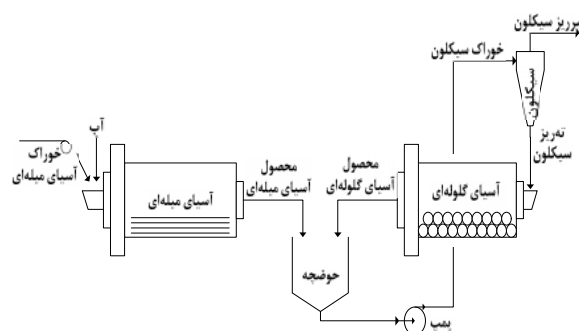 سرریز سیکلون
خوراک سیکلون
سیکلون
ته‌ریز
سیکلون
آب
خوراک
آسیای میله‌ای
آسیای میله‌ای
محصول
آسیای میله‌ای
محصول
آسیای گلوله‌ای
آسیای گلوله‌ای
حوضچه
پمپ